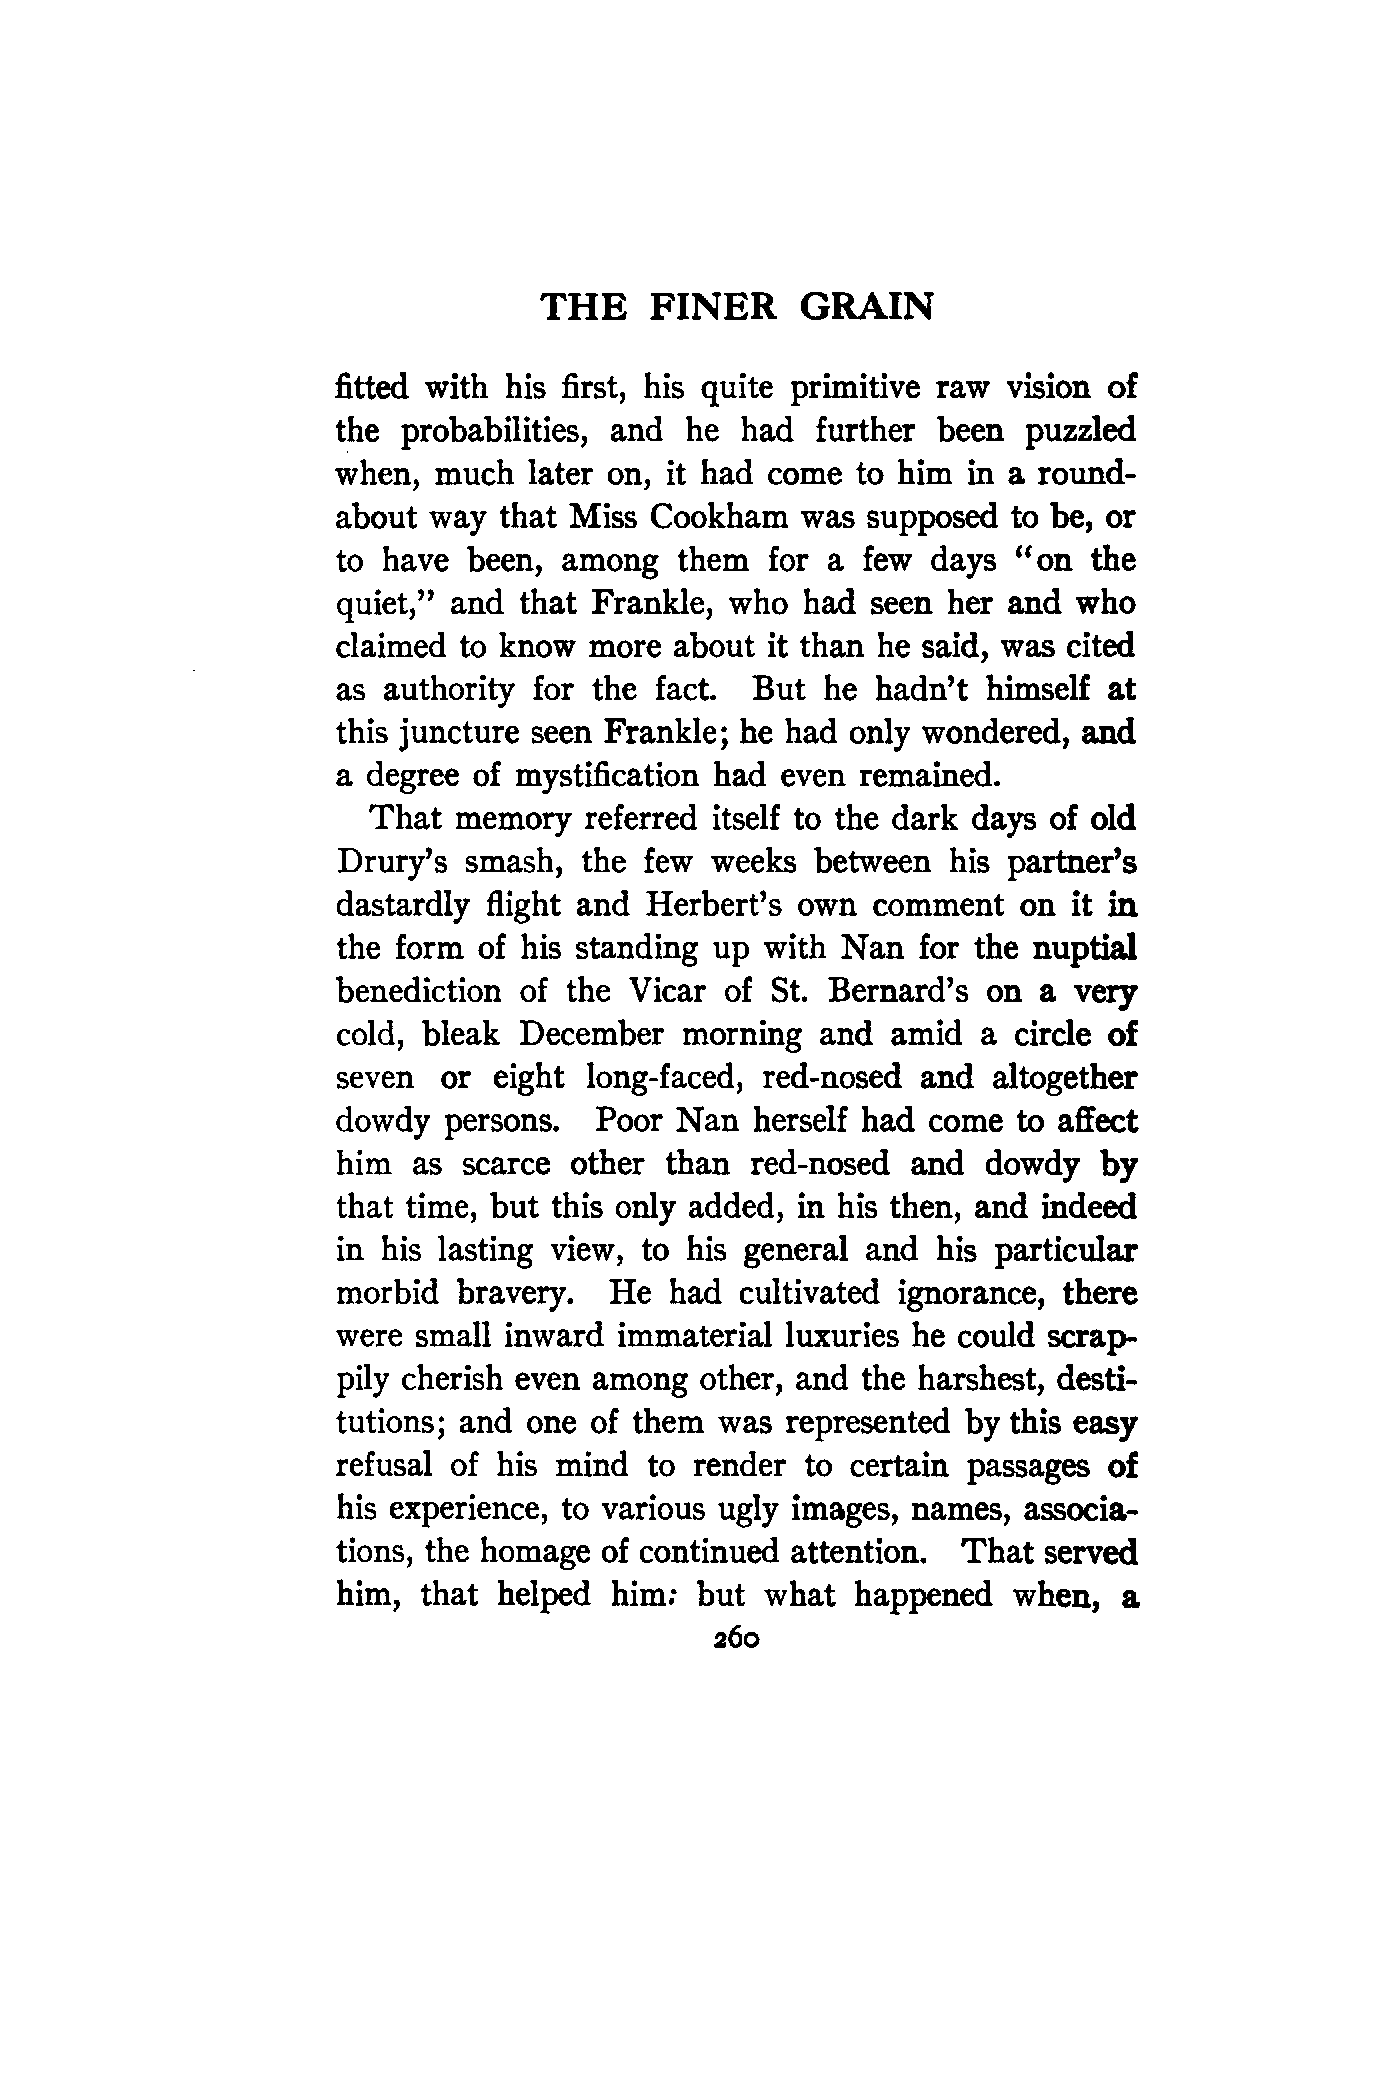 THE FINER GRAIN
fitted with his first, his quite primitive raw vision of
the probabilities, and he had further been puzzled
when, much later on, it had come to him in a round-
about way that Miss Cookham was supposed to be, or
to have been, among them for a few days “on the
quiet,” and that Frankle, who had seen her and who
claimed to know more about it than he said, was cited
as authority for the fact. But he hadn’t himself at
this juncture seen Frankle; he had only wondered, and
a degree of mystification had even remained.
That memory referred itself to the dark days of old
Drury’s smash, the few weeks between his partner’s
dastardly flight and Herbert’s own comment on it in
the form of his standing up with Nan for the nuptial
benediction of the Vicar of St. Bernard’s on a very
cold, bleak December morning and amid a circle of
seven or eight long-faced, red-nosed and altogether
dowdy persons. Poor Nan herself had come to affect
him as scarce other than red-nosed and dowdy by
that time, but this only added, in his then, and indeed
in his lasting view, to his general and his particular
morbid bravery. He had cultivated ignorance, there
were small inward immaterial luxuries he could scrap-
pily cherish even among other, and the harshest, desti-
tutions; and one of them was represented by this easy
refusal of his mind to render to certain passages of
his experience, to various ugly images, names, associa-
tions, the homage of continued attention. That served
him, that helped him: but what happened when, a
260